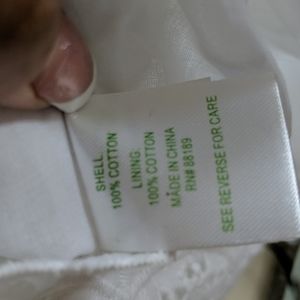 SHELL
100% COTTON
LINING:
100% COTTON
MADE IN CHINA
RN# 88189
SEE REVERSE FOR CARE